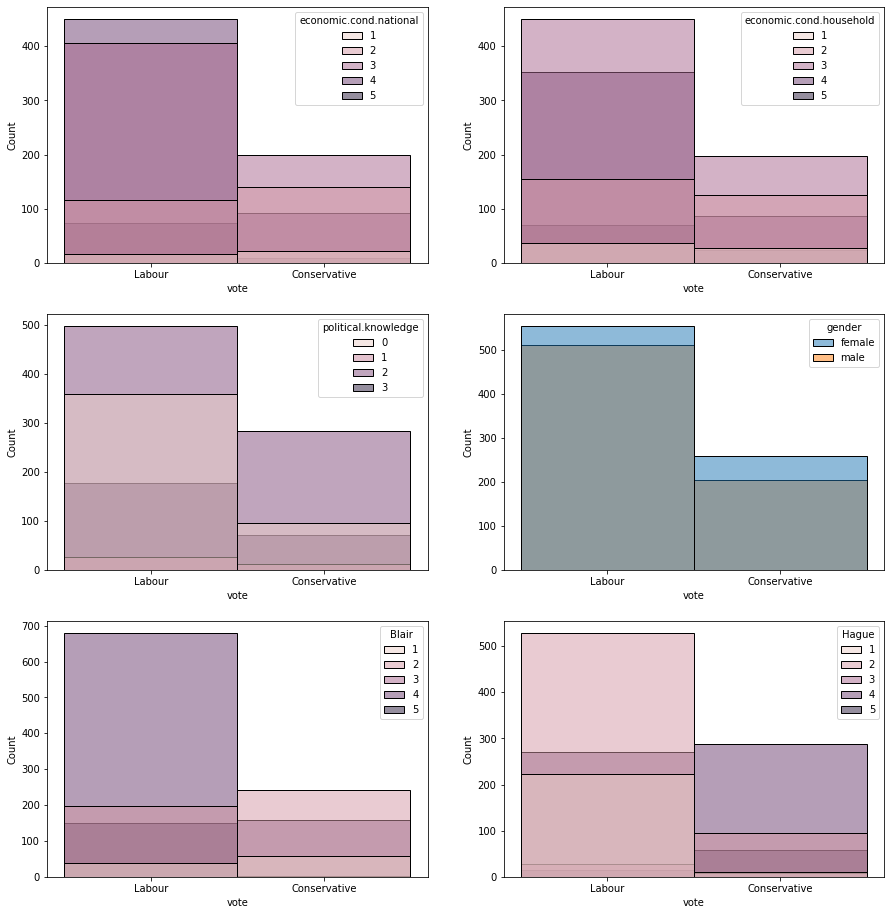 economic.cond.national
1
2
3
4
5
400
300
200
100
0
Count
Labour
Conservative
vote
economic.cond.household
1
2
3
4
5
400
300
200
100
0
Count
Labour
Conservative
vote
political.knowledge
0
1
2
3
500
400
300
200
100
0
Count
Labour
Conservative
vote
gender
female
male
500
400
300
200
100
0
Count
Labour
Conservative
vote
Blair
1
2
3
4
5
700
600
500
400
300
200
100
0
Count
Labour
Conservative
vote
Hague
1
2
3
4
5
500
400
300
200
100
0
Count
Labour
Conservative
vote